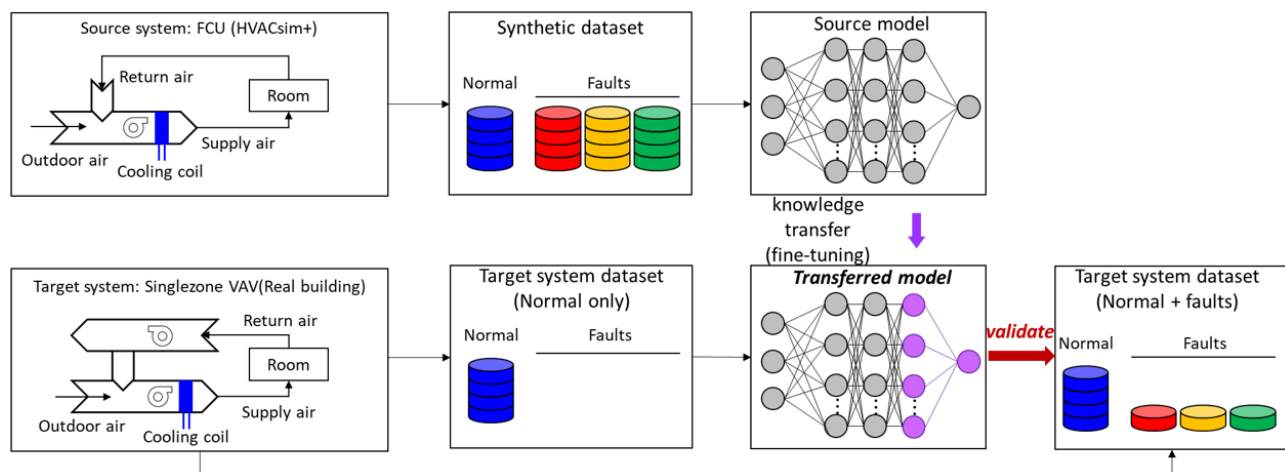 Source system: FCU (HVACsim+)
Return air
Room
Supply air
Outdoor air
Cooling coil
Synthetic dataset
Normal
Faults
Source model
knowledge
transfer
(fine-tuning)
Target system: Singlezone VAV(Real building)
Return air
Room
Supply air
Outdoor air
Cooling coil
Target system dataset
(Normal only)
Normal
Faults
Transferred model
validate
Target system dataset
(Normal + faults)
Normal
Faults